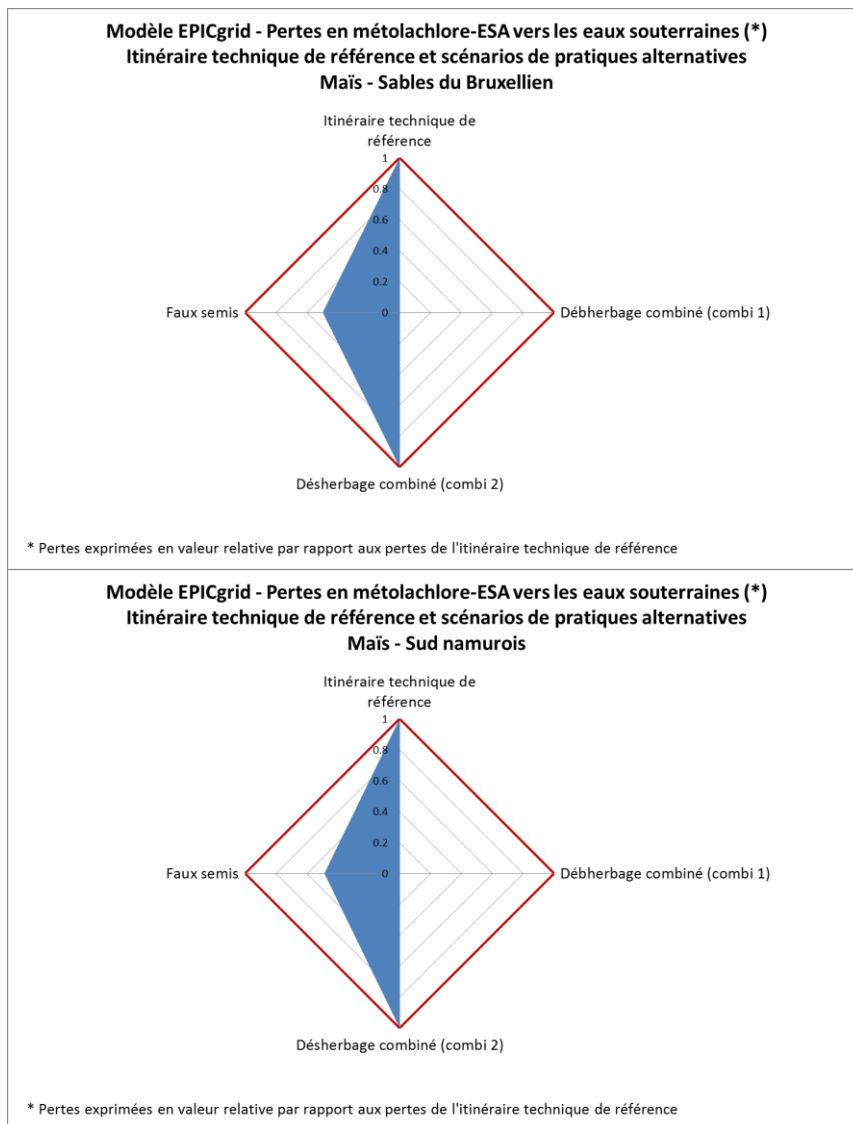 Modèle EPICgrid - Pertes en métolachlore-ESA vers les eaux souterraines (*)
Itinéraire technique de référence et scénarios de pratiques alternatives
Maïs - Sables du Bruxellien
Itinéraire technique de
référence
1
0.8
0.6
0.4
0.2
0
Faux semis
Débherbage combiné (combi 1)
Désherbage combiné (combi 2)
* Pertes exprimées en valeur relative par rapport aux pertes de l'itinéraire technique de référence
Modèle EPICgrid - Pertes en métolachlore-ESA vers les eaux souterraines (*)
Itinéraire technique de référence et scénarios de pratiques alternatives
Maïs - Sud namurois
Itinéraire technique de
référence
1
0.8
0.6
0.4
0.2
0
Faux semis
Débherbage combiné (combi 1)
Désherbage combiné (combi 2)
* Pertes exprimées en valeur relative par rapport aux pertes de l'itinéraire technique de référence